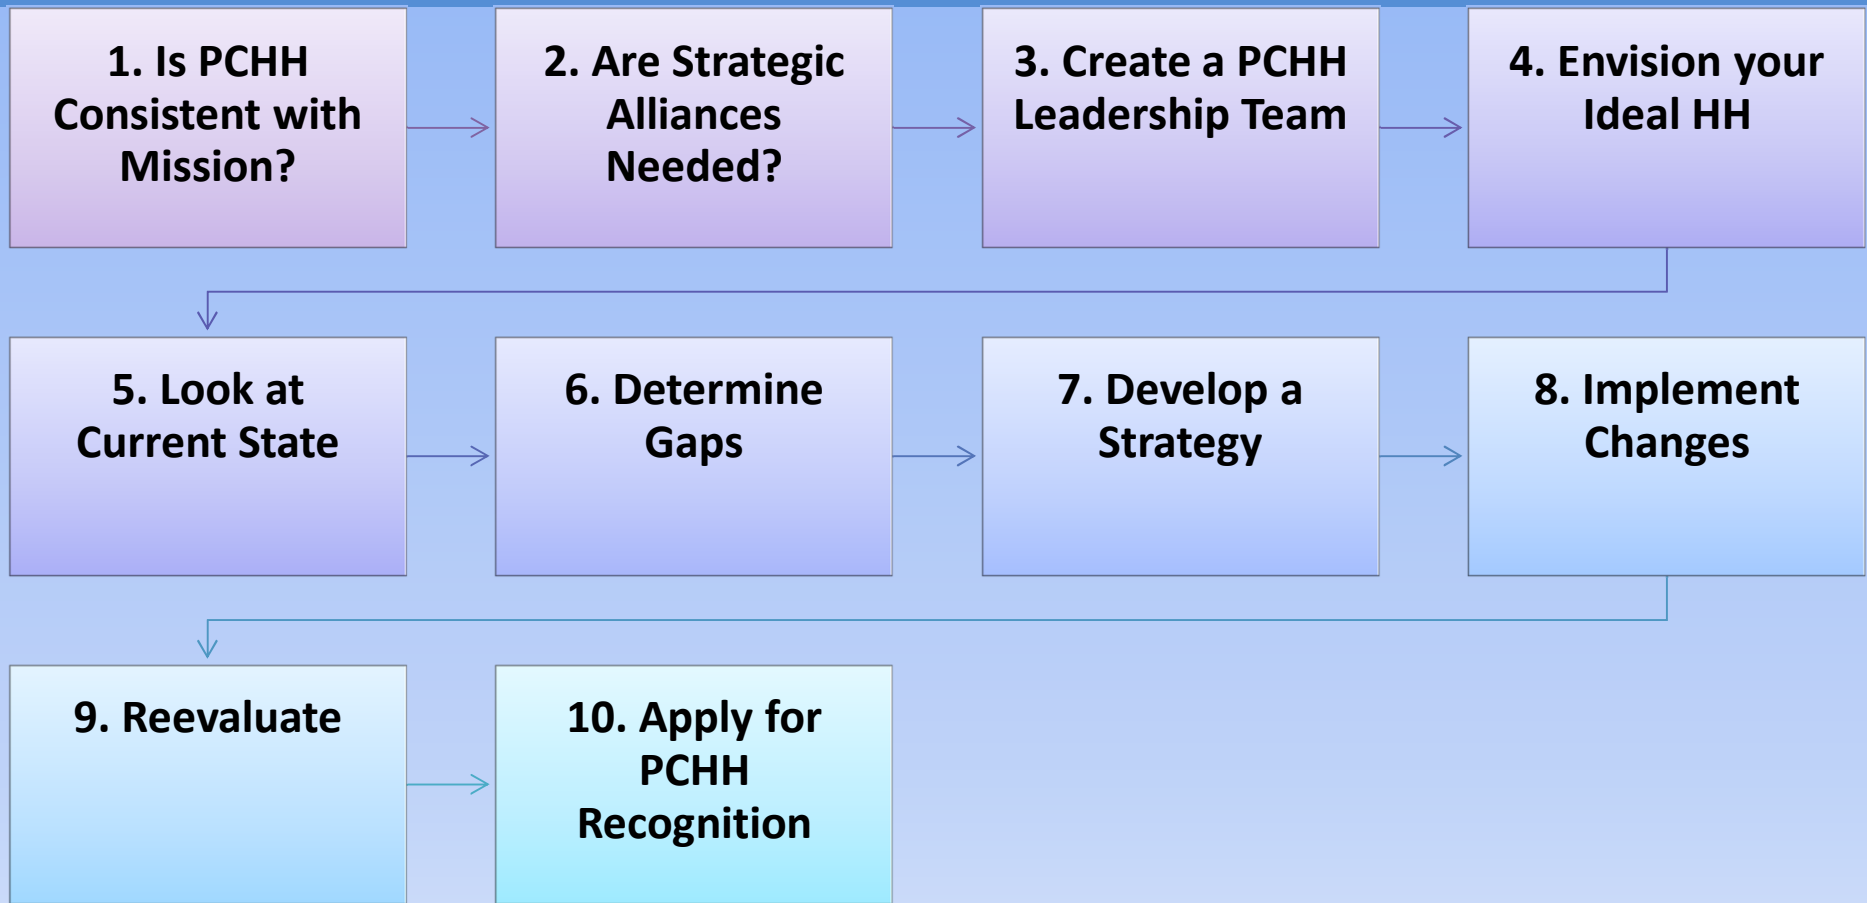 1. Is PCHH
Consistent with
Mission?
2. Are Strategic
Alliances
Needed?
3. Create a PCHH
Leadership Team
4. Envision your
Ideal HH
5. Look at
Current State
6. Determine
Gaps
7. Develop a
Strategy
8. Implement
Changes
9. Reevaluate
10. Apply for
PCHH
Recognition